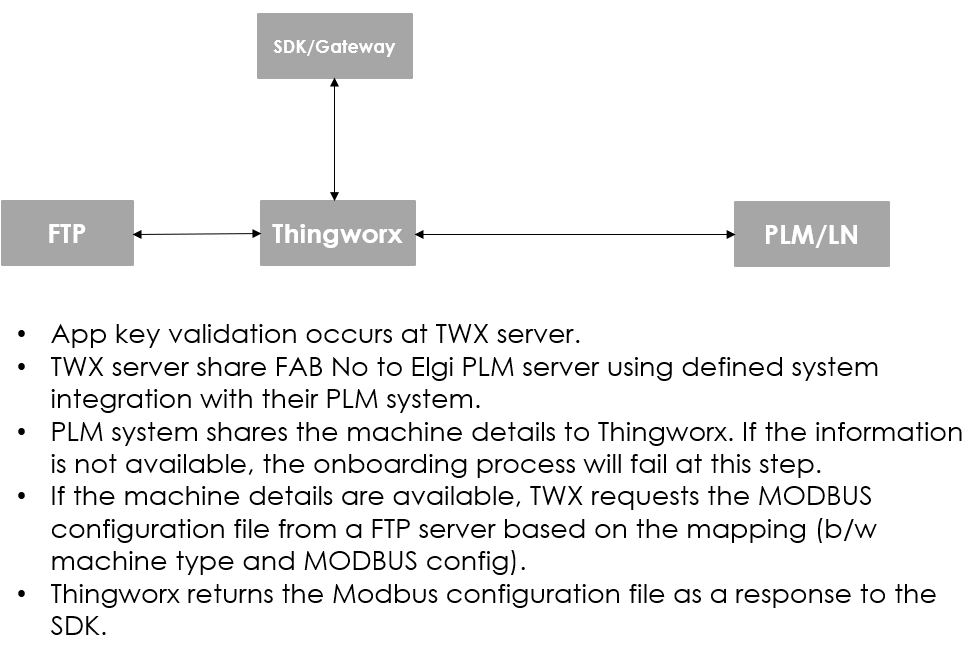 SDK/Gateway
FTP
Thingworx
PLM/LN
• App key validation occurs at TWX server.
• TWX server share FAB No to Elgi PLM server using defined system
integration with their PLM system.
• PLM system shares the machine details to Thingworx. If the information
is not available, the onboarding process will fail at this step.
• If the machine details are available, TWX requests the MODBUS
configuration file from a FTP server based on the mapping (b/w
machine type and MODBUS config).
• Thingworx returns the Modbus configuration file as a response to the
SDK.